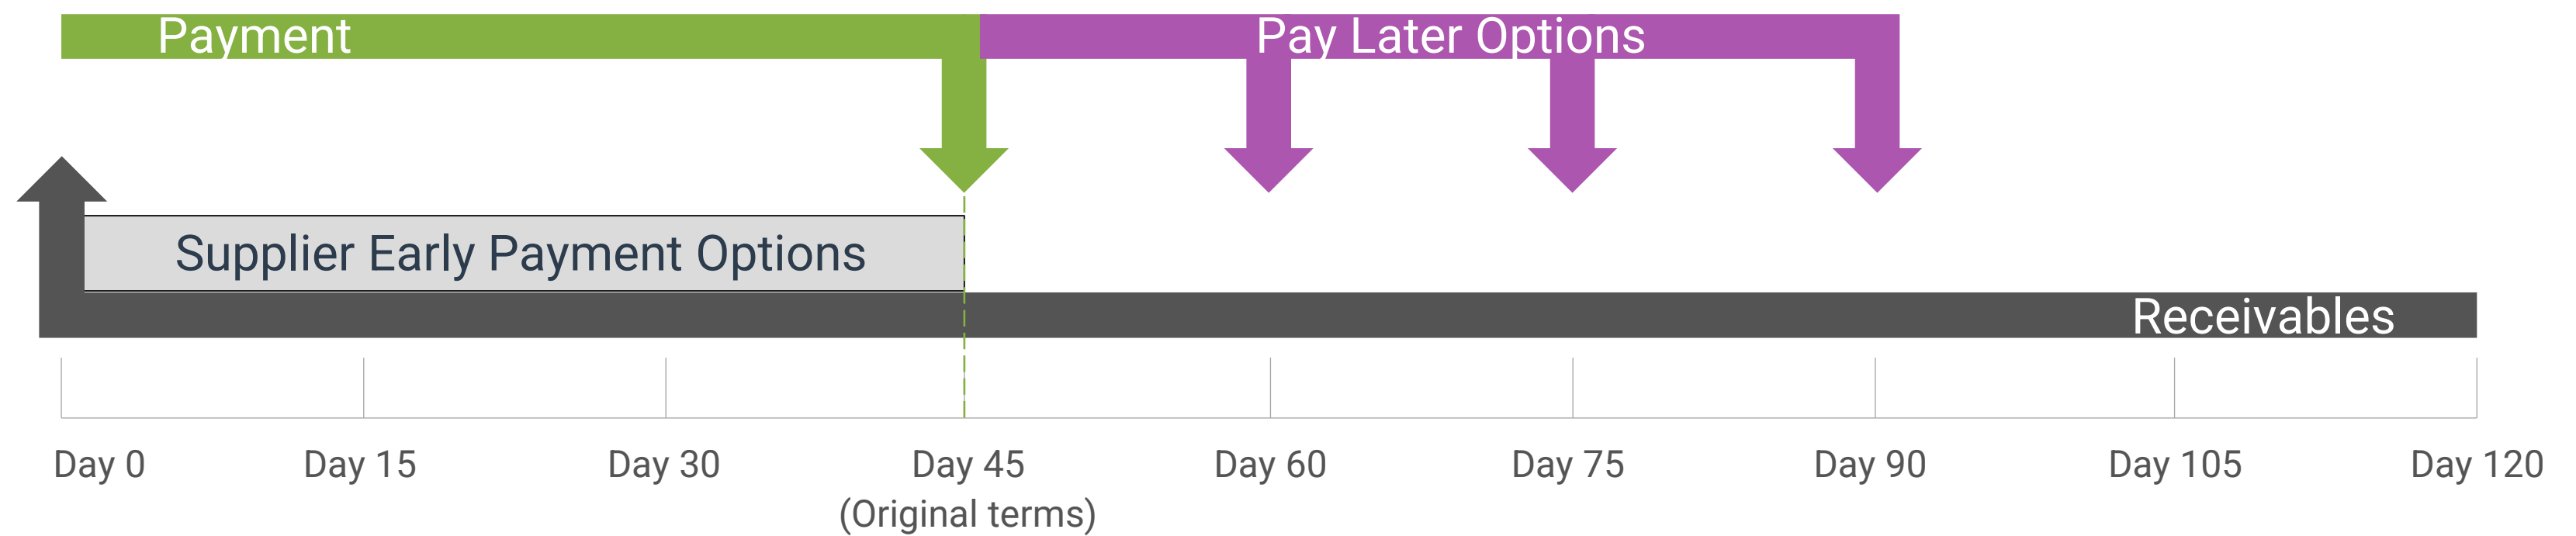 Payment
Pay Later Options
Supplier Early Payment Options
Receivables
Day 0
Day 15
Day 30
Day 45
(Original terms)
Day 60
Day 75
Day 90
Day 105
Day 120